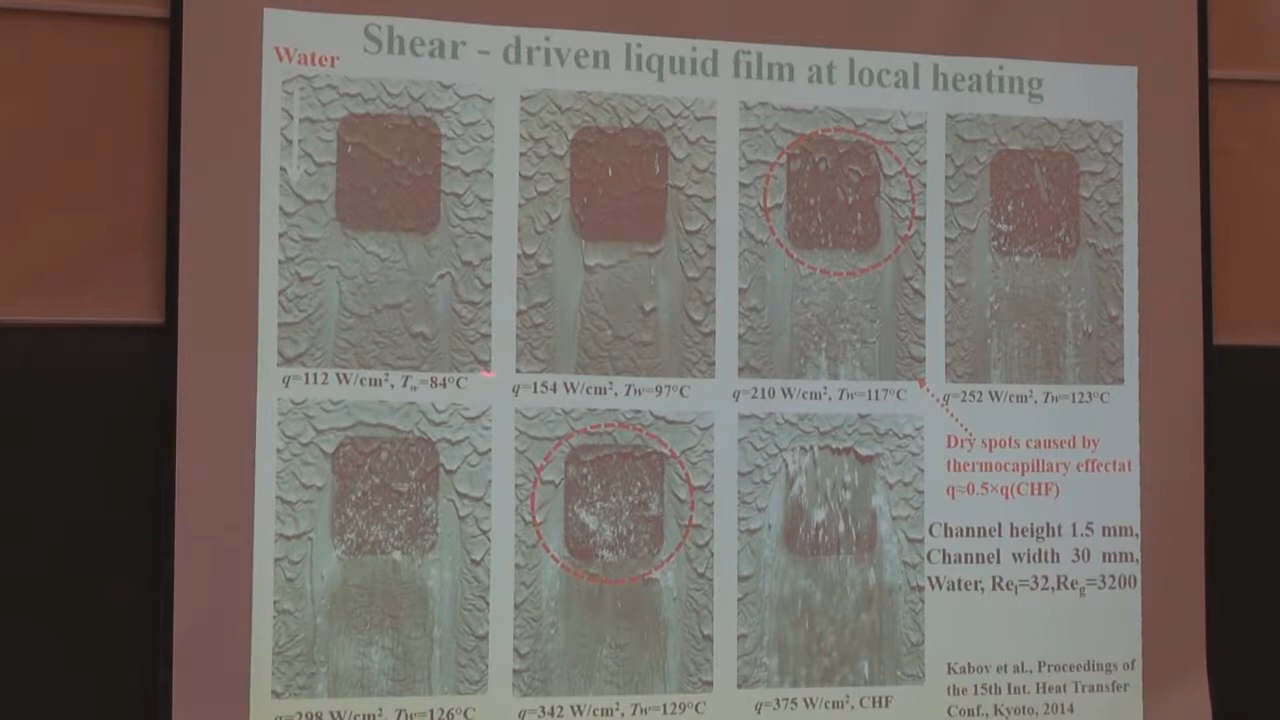 Shear - driven liquid film at local heating
Water
q=112 W/cm², Tw=84°C
q=154 W/cm², Tw=97°C
q=210 W/cm², Tw=117°C
q=252 W/cm², Tw=123°C
Dry spots caused by
thermocapillary effectat
q≈0.5×q(CHF)
Channel height 1.5 mm,
Channel width 30 mm,
Water, Rel=32,Reg=3200
q=298 W/cm², Tw=126°C
q=342 W/cm², Tw=129°C
q=375 W/cm², CHF
Kabov et al., Proceedings of
the 15th Int. Heat Transfer
Conf., Kyoto, 2014